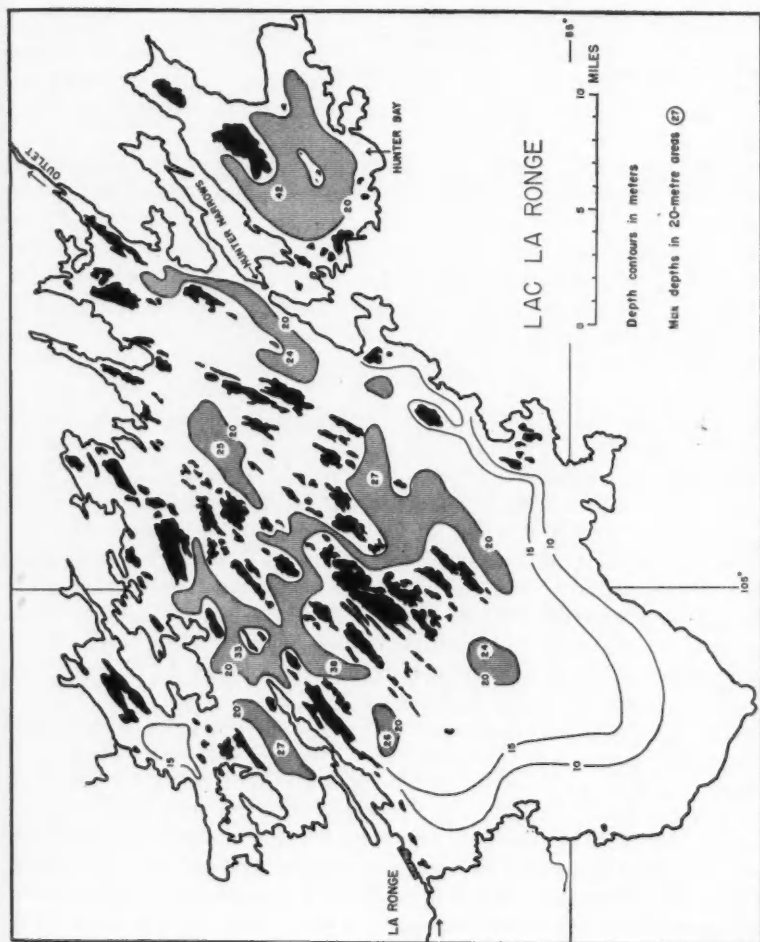 OUTLET
15
HUNTER NARROWS
20
33
25
20
20
27
42
20
24
38
20
27
LA RONGE
26
20
HUNTER BAY
20
24
20
15
10
15
10
LAC LA RONGE
0 5 10
MILES
55°
Depth contours in meters
Max depths in 20-metre areas 27
105°